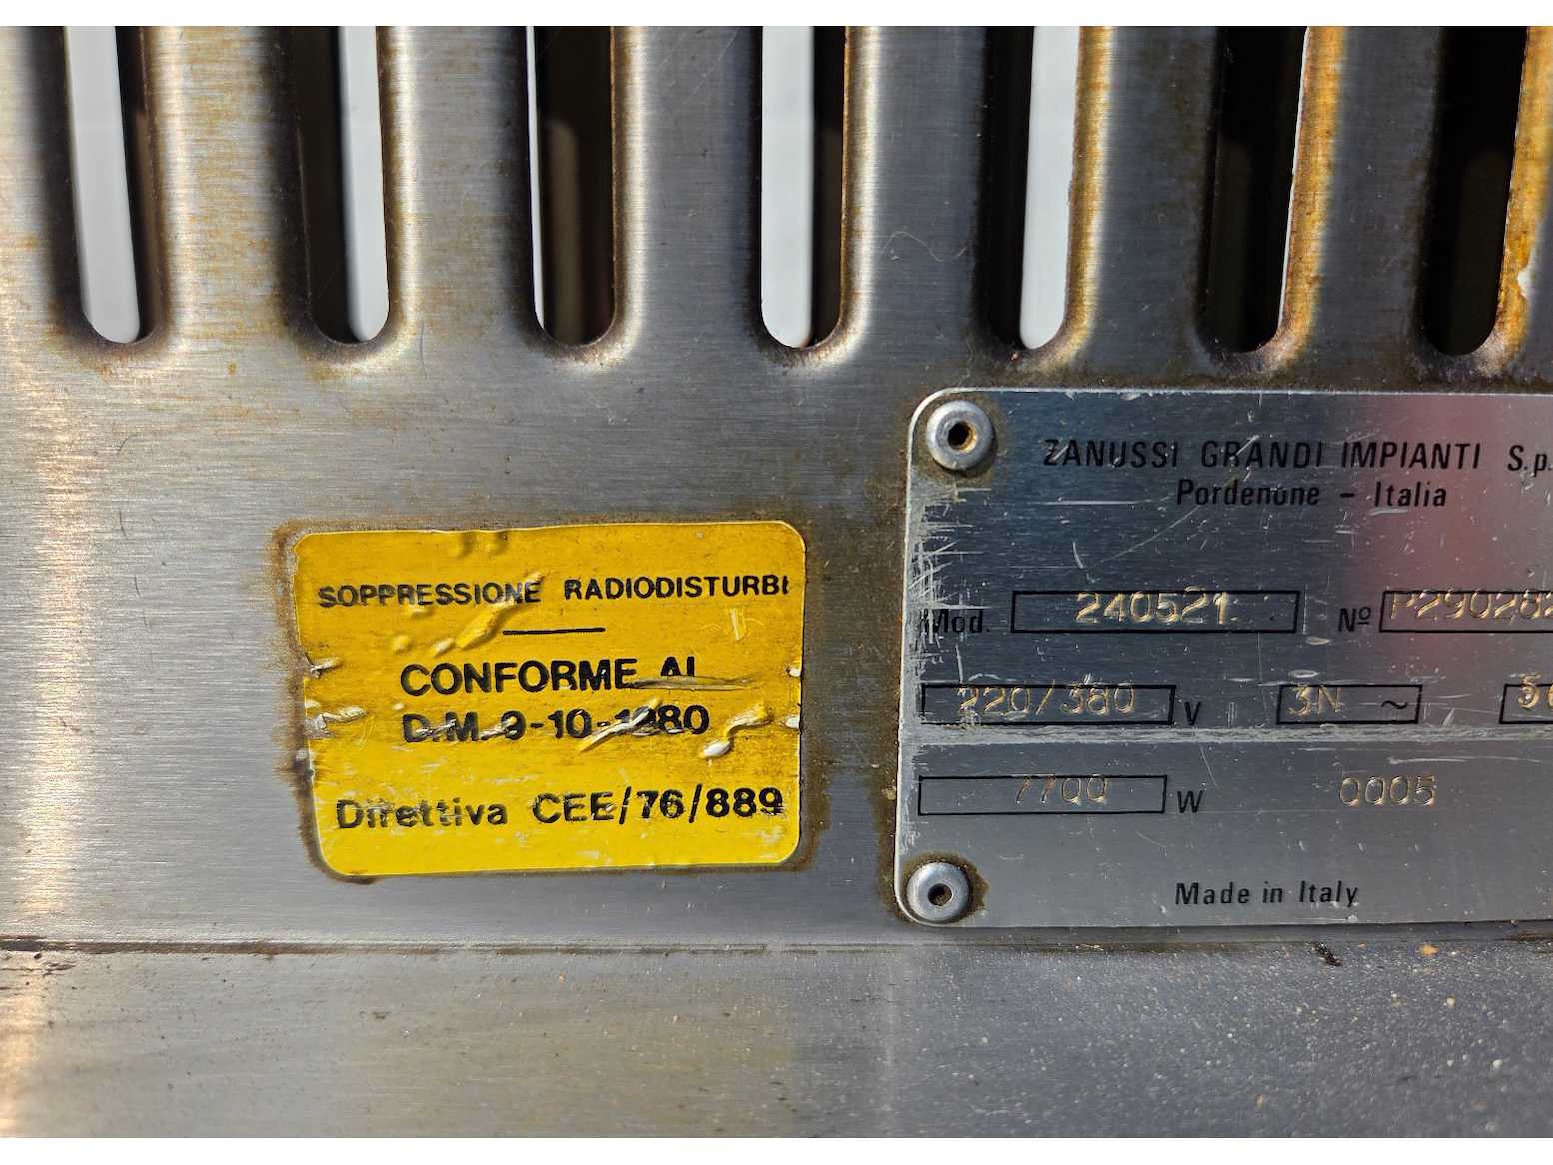 SOPPRESSIONE RADIODISTURBI
CONFORME AL
D.M. 9-10-1980
Direttiva CEE/76/889
ZANUSSI GRANDI IMPIANTI S.p.
Pordenone - Italia
Mod. 240521 Nº P290262
220/380 V 3N ~
7700 W 0005
Made in Italy